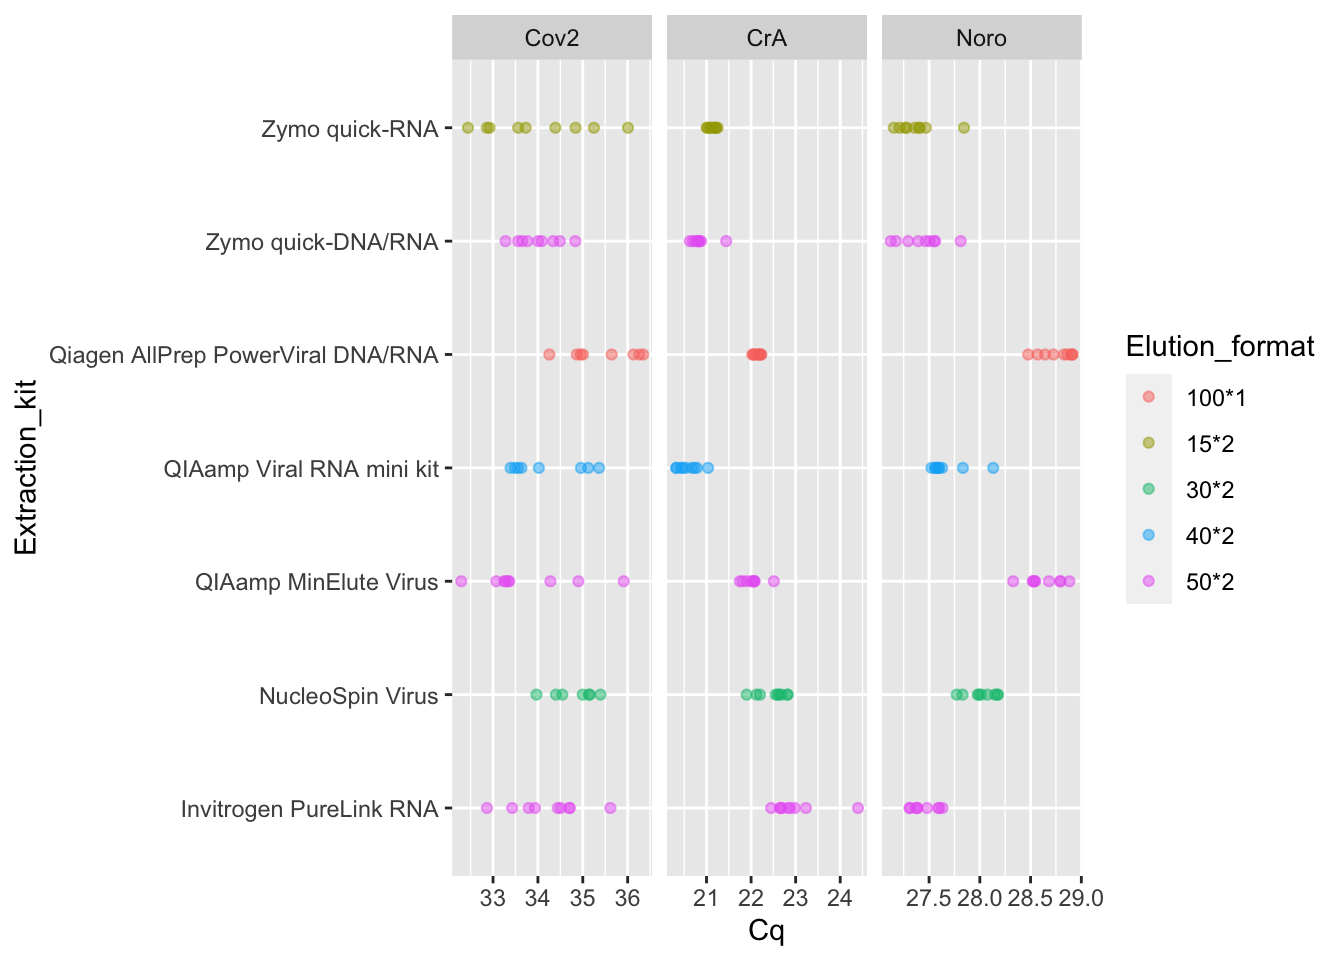 Cov2 CrA Noro
Zymo quick-RNA
Zymo quick-DNA/RNA
Qiagen AllPrep PowerViral DNA/RNA
QIAamp Viral RNA mini kit
QIAamp MinElute Virus
NucleoSpin Virus
Invitrogen PureLink RNA
Extraction_kit
33 34 35 36 21 22 23 24 27.5 28.0 28.5 29.0
Cq
Elution_format
100*1
15*2
30*2
40*2
50*2